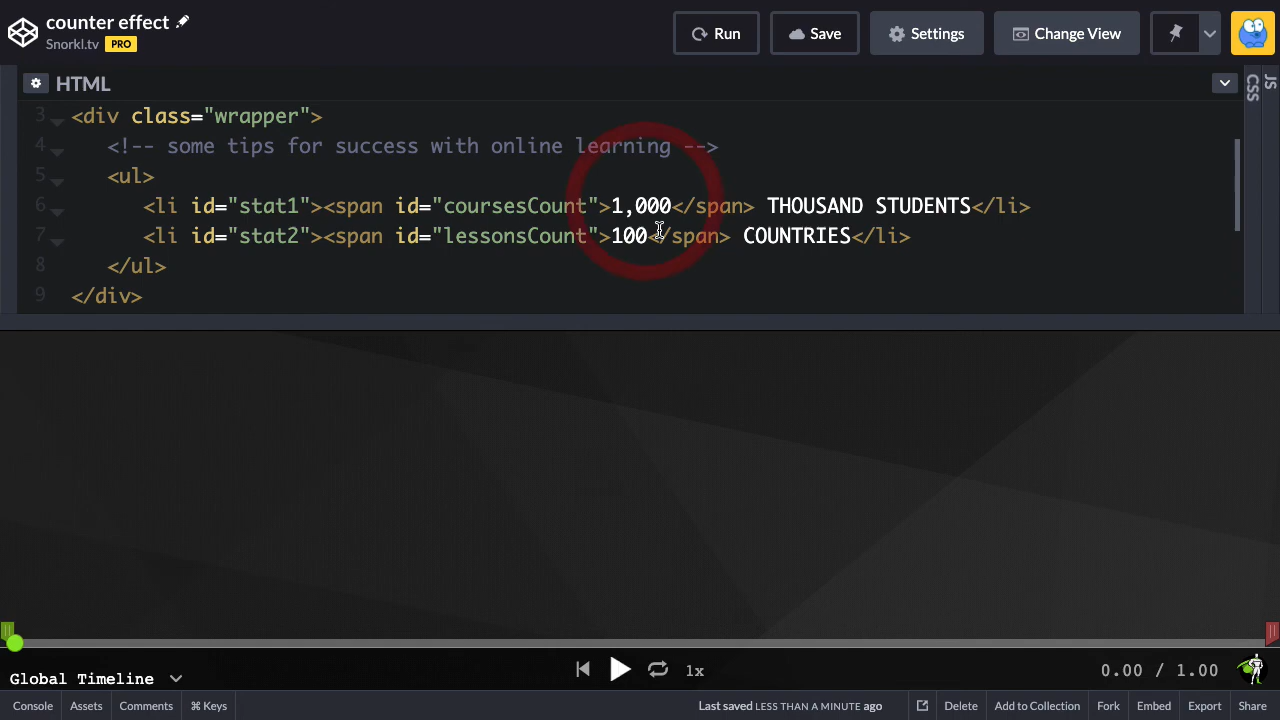 counter effect
Snorkl.tv PRO
Run
Save
Settings
Change View
HTML
CSS
JS
3 <div class="wrapper">
4 <!-- some tips for success with online learning -->
5 <ul>
6 <li id="stat1"><span id="coursesCount">1,000</span> THOUSAND STUDENTS</li>
7 <li id="stat2"><span id="lessonsCount">100</span> COUNTRIES</li>
8 </ul>
9 </div>
1x
0.00 / 1.00
Global Timeline
Console Assets Comments ⌘ Keys Last saved LESS THAN A MINUTE ago Delete Add to Collection Fork Embed Export Share